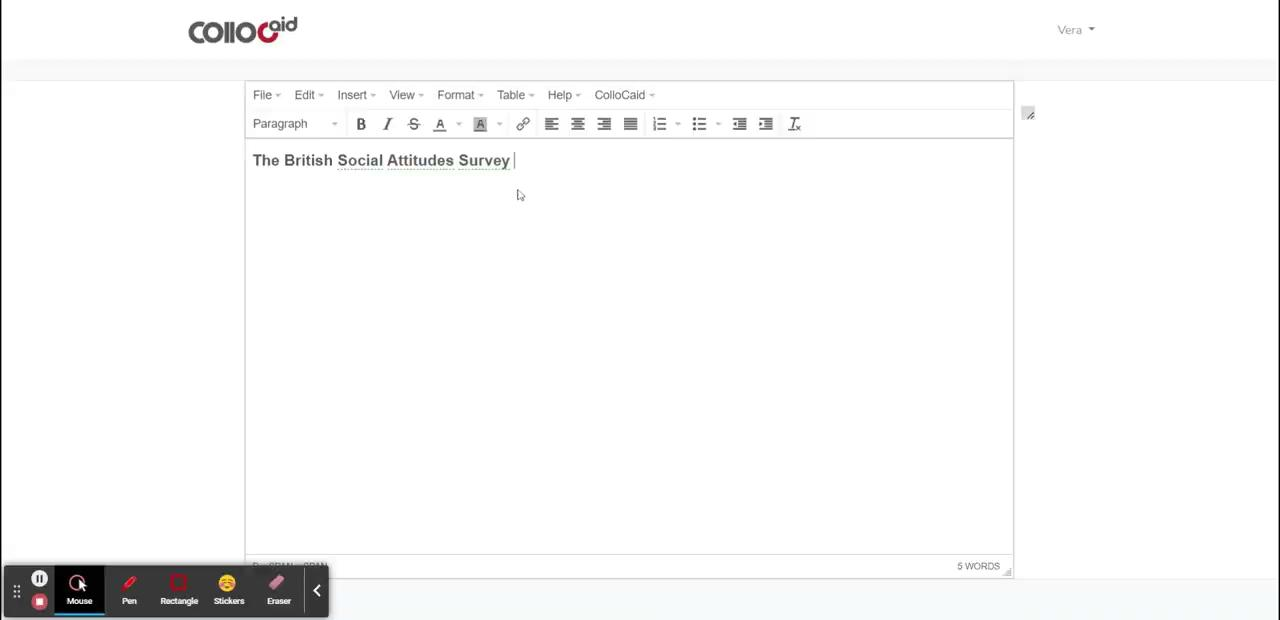 COllOCaid
Vera
File Edit Insert View Format Table Help ColloCaid
Paragraph B I S A A
The British Social Attitudes Survey
5 WORDS
Mouse Pen Rectangle Stickers Eraser